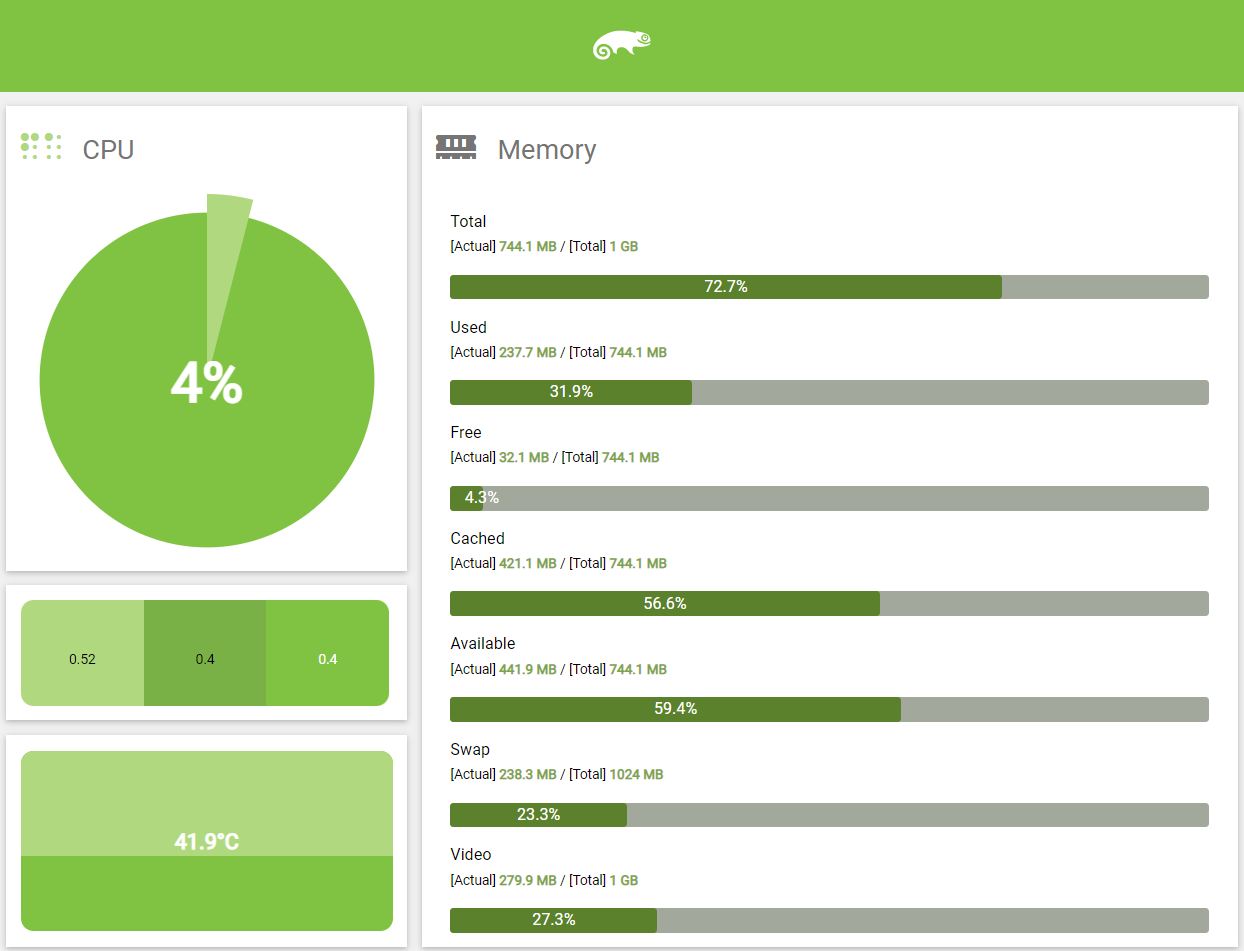 CPU
4%
0.52 0.4 0.4
41.9°C
Memory
Total
[Actual] 744.1 MB / [Total] 1 GB
72.7%
Used
[Actual] 237.7 MB / [Total] 744.1 MB
31.9%
Free
[Actual] 32.1 MB / [Total] 744.1 MB
4.3%
Cached
[Actual] 421.1 MB / [Total] 744.1 MB
56.6%
Available
[Actual] 441.9 MB / [Total] 744.1 MB
59.4%
Swap
[Actual] 238.3 MB / [Total] 1024 MB
23.3%
Video
[Actual] 279.9 MB / [Total] 1 GB
27.3%